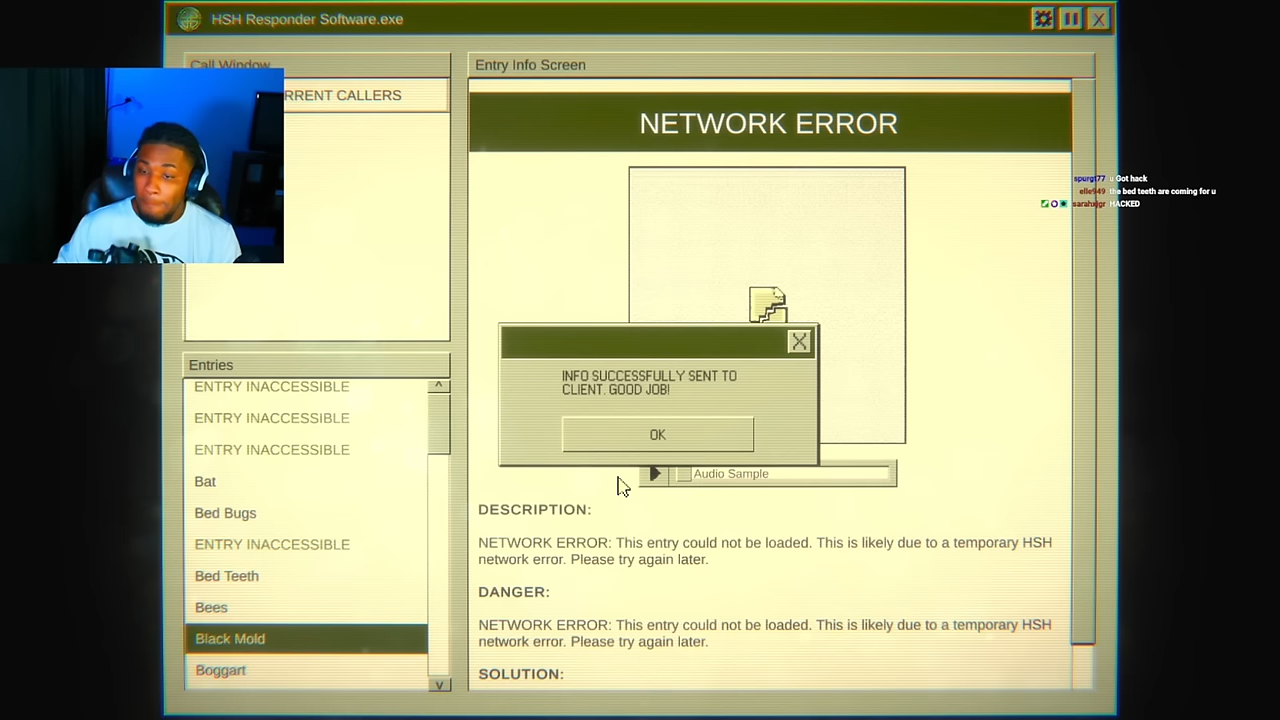 HSH Responder Software.exe
X
Call Window
RRENT CALLERS
Entries
ENTRY INACCESSIBLE
ENTRY INACCESSIBLE
ENTRY INACCESSIBLE
Bat
Bed Bugs
ENTRY INACCESSIBLE
Bed Teeth
Bees
Black Mold
Boggart
Entry Info Screen
NETWORK ERROR
INFO SUCCESSFULLY SENT TO
CLIENT. GOOD JOB!
OK
Audio Sample
DESCRIPTION:
NETWORK ERROR: This entry could not be loaded. This is likely due to a temporary HSH
network error. Please try again later.
DANGER:
NETWORK ERROR: This entry could not be loaded. This is likely due to a temporary HSH
network error. Please try again later.
SOLUTION:
spurgt77 u Got hack
elle949 the bed teeth are coming for u
HACKED